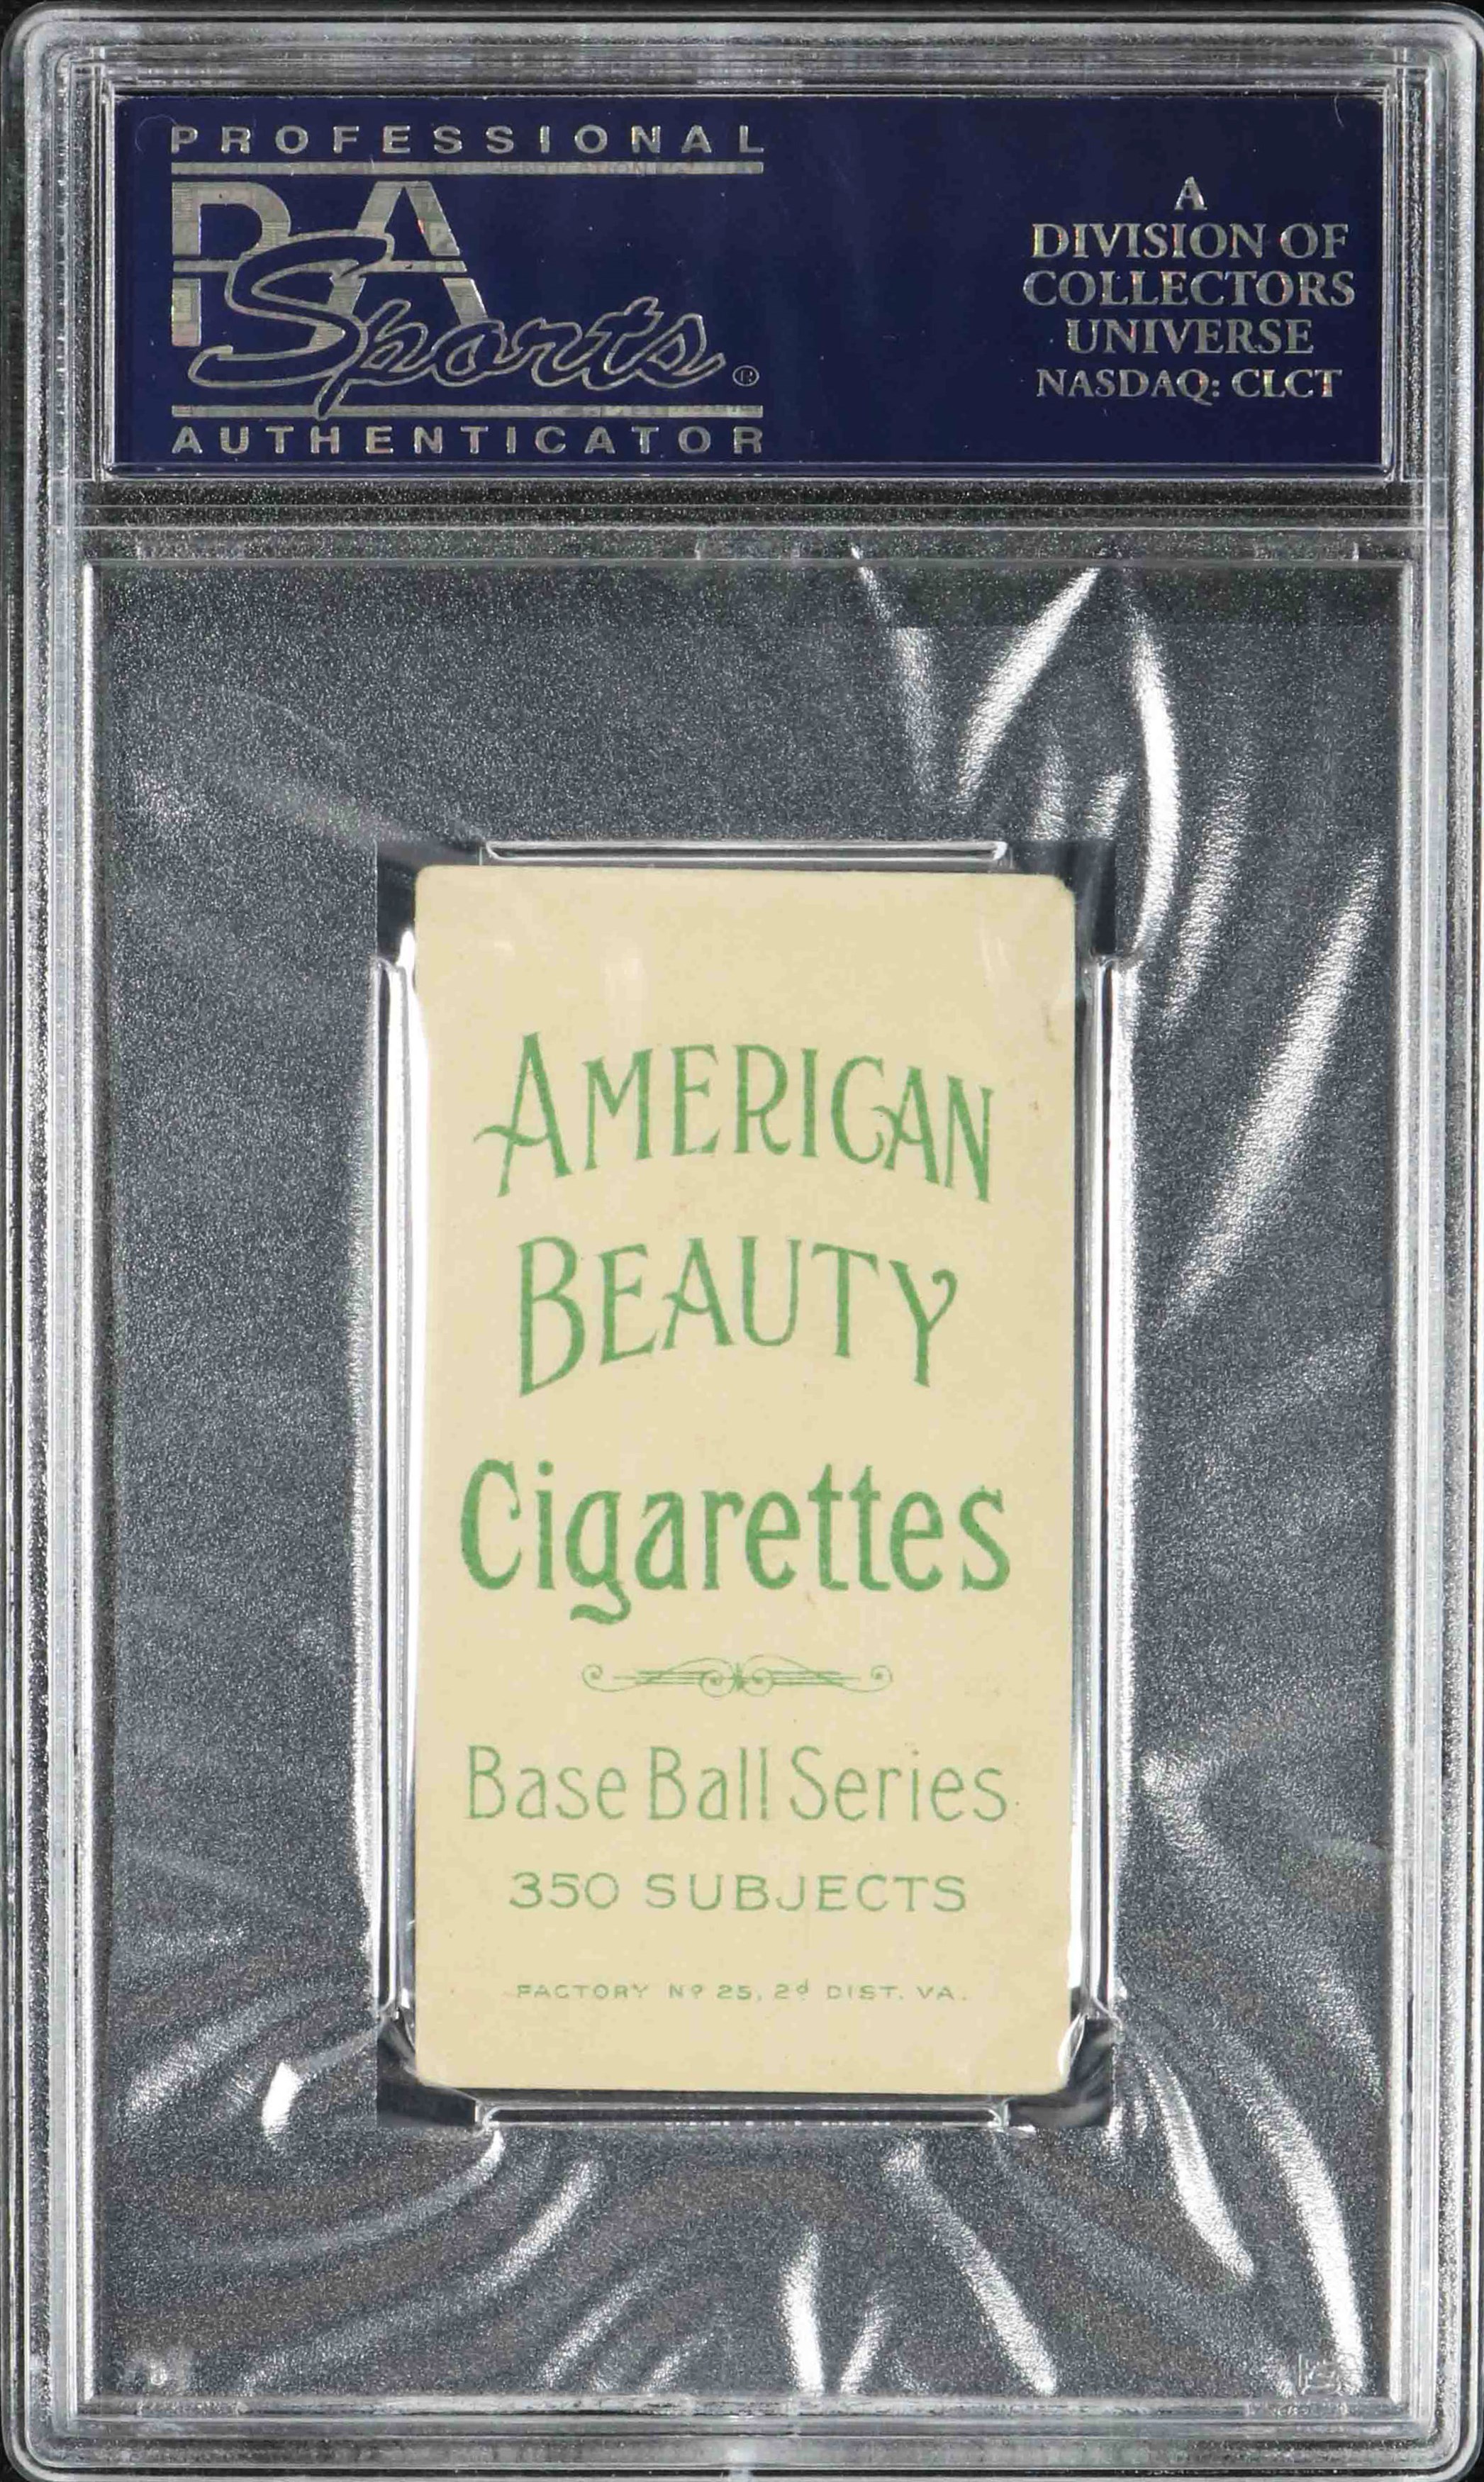 PROFESSIONAL
PSA
Sports®
AUTHENTICATOR
A
DIVISION OF
COLLECTORS
UNIVERSE
NASDAQ: CLCT
AMERICAN
BEAUTY
Cigarettes
Base Ball Series
350 SUBJECTS
FACTORY Nº 25, 2d DIST. VA.